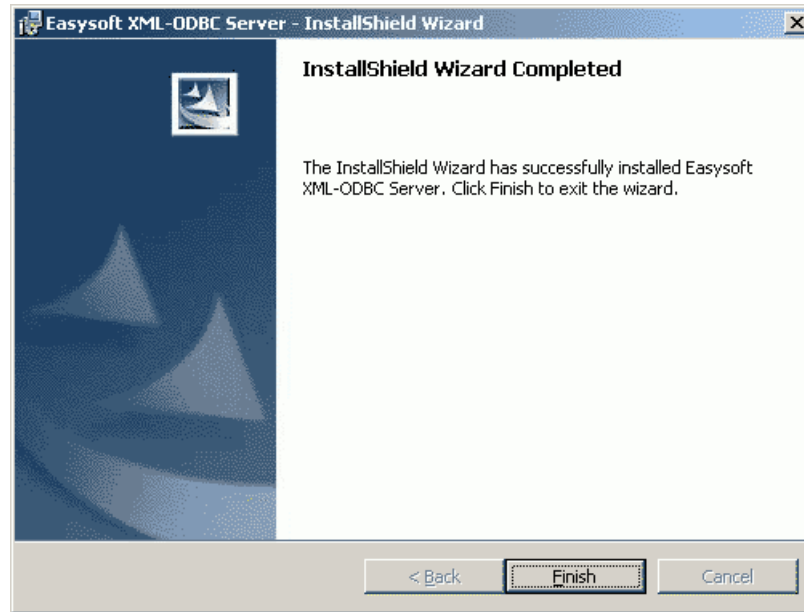 Easysoft XML-ODBC Server - InstallShield Wizard
InstallShield Wizard Completed
The InstallShield Wizard has successfully installed Easysoft
XML-ODBC Server. Click Finish to exit the wizard.
< Back
Finish
Cancel